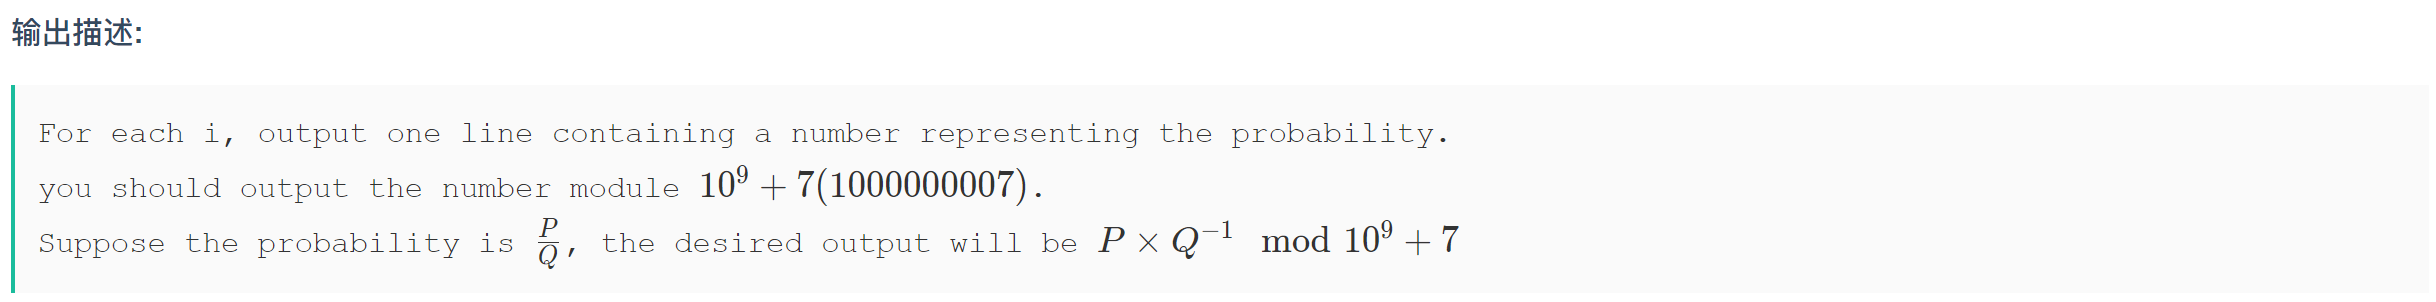 输出描述:
For each i, output one line containing a number representing the probability.
you should output the number module $10^9 + 7(1000000007)$.
Suppose the probability is $\frac{P}{Q}$, the desired output will be $P \times Q^{-1} \mod 10^9 + 7$